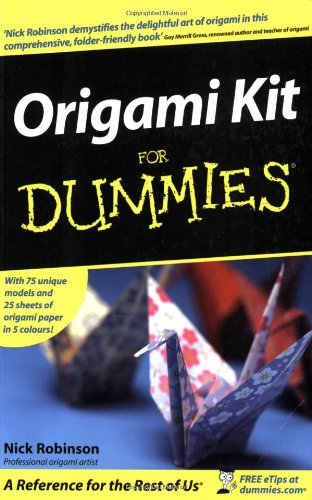 Copyrighted Material
'Nick Robinson demystifies the delightful art of origami in this
comprehensive, folder-friendly book' Gay Merrill Gross, renowned author and teacher of origami
Origami Kit
FOR
DUMMIES®
With 75 unique
models and
25 sheets of
origami paper
in 5 colours!
Nick Robinson
Professional origami artist
A Reference for the Rest of Us®
FREE eTips at
dummies.com®